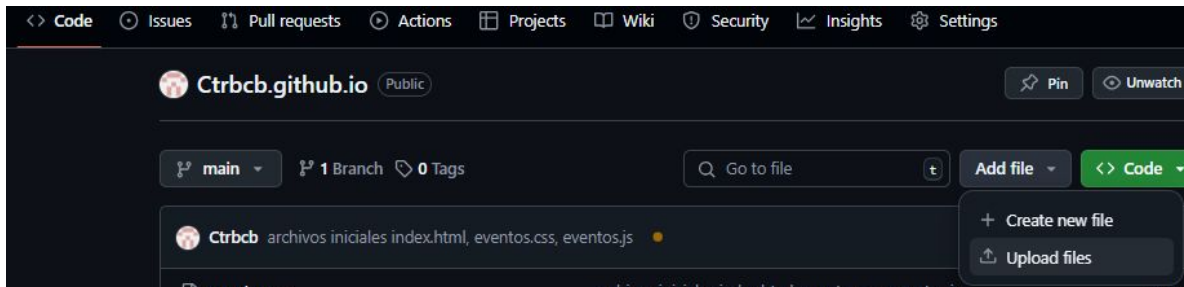 <> Code Issues Pull requests Actions Projects Wiki Security Insights Settings
Ctrbcb.github.io Public Pin Unwatch
main 1 Branch 0 Tags Go to file t Add file <> Code
Create new file
Ctrbcb archivos iniciales index.html, eventos.css, eventos.js
Upload files